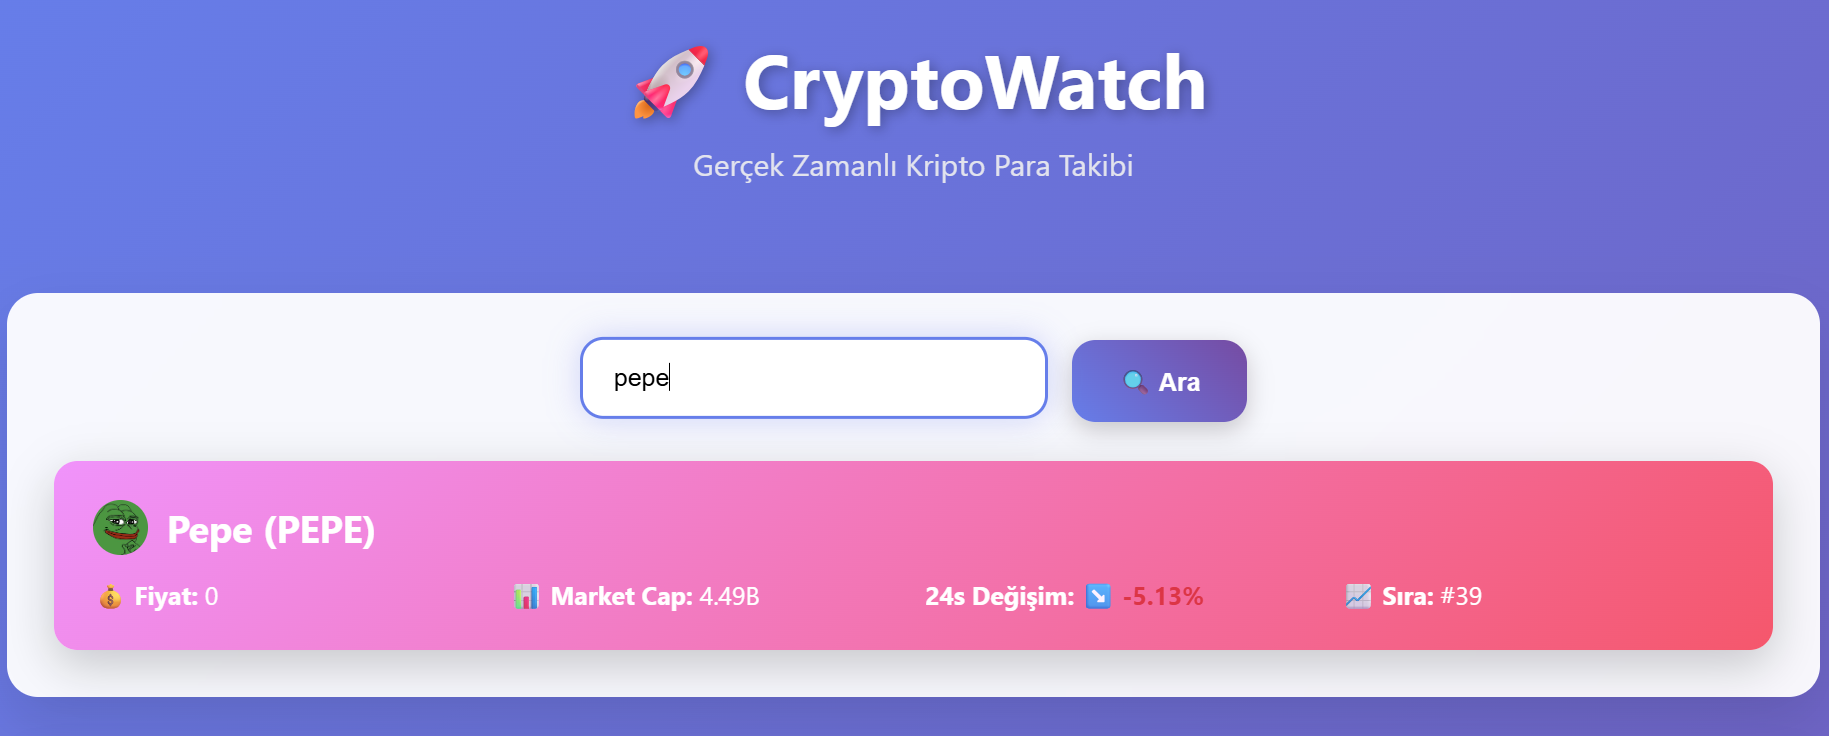 CryptoWatch
Gerçek Zamanlı Kripto Para Takibi
pepe
Ara
Pepe (PEPE)
Fiyat: 0 Market Cap: 4.49B 24s Değişim: -5.13% Sıra: #39